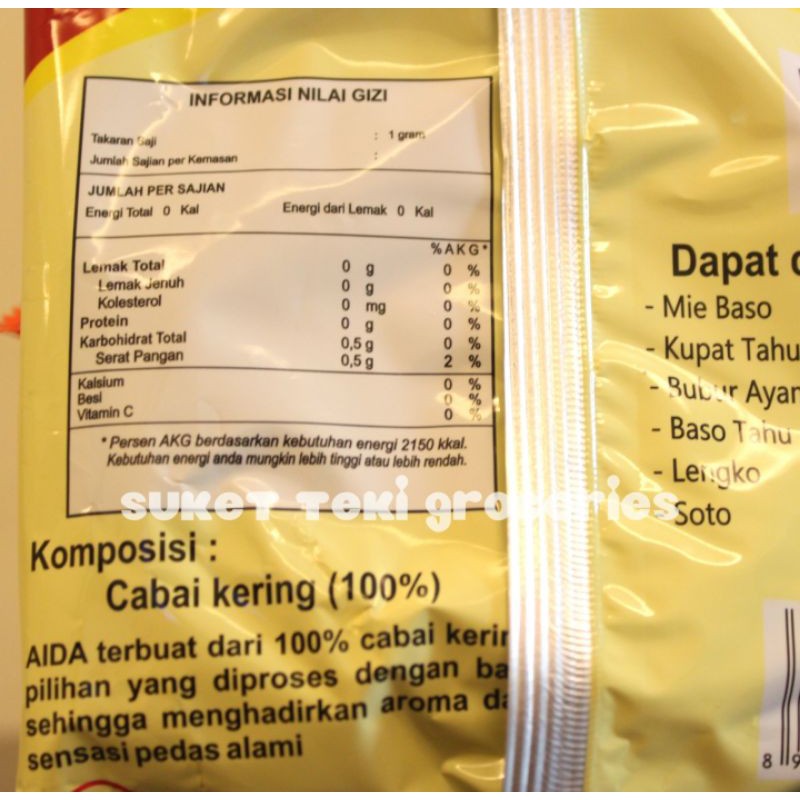 INFORMASI NILAI GIZI
Takaran Saji : 1 gram
Jumlah Sajian per Kemasan :
JUMLAH PER SAJIAN
Energi Total 0 Kal Energi dari Lemak 0 Kal
% A K G *
Lemak Total 0 g 0 %
Lemak Jenuh 0 g 0 %
Kolesterol 0 mg 0 %
Protein 0 g 0 %
Karbohidrat Total 0,5 g 0 %
Serat Pangan 0,5 g 2 %
Kalsium 0 %
Besi 0 %
Vitamin C 0 %
* Persen AKG berdasarkan kebutuhan energi 2150 kkal.
Kebutuhan energi anda mungkin lebih tinggi atau lebih rendah.
suket teki groceries
Komposisi :
Cabai kering (100%)
AIDA terbuat dari 100% cabai
pilihan yang diproses dengan
sehingga menghadirkan aroma
sensasi pedas alami
Dapat
- Mie Baso
- Kupat Tahu
- Bubur
- Baso Tahu
- Lengko
Soto
8